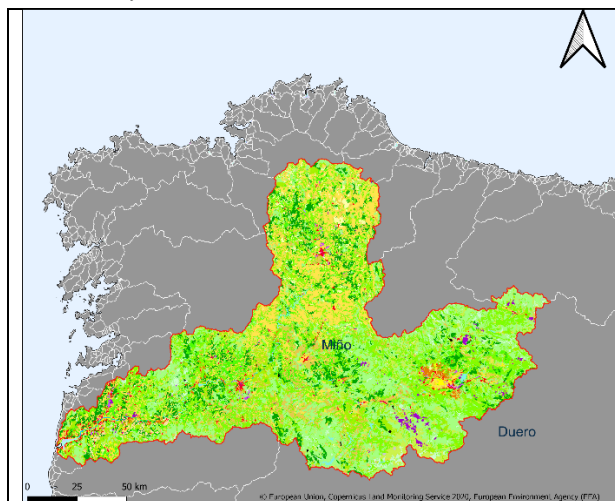 Miño
Duero
0 25 50 km
© European Union, Copernicus Land Monitoring Service 2020, European Environment Agency (EEA)